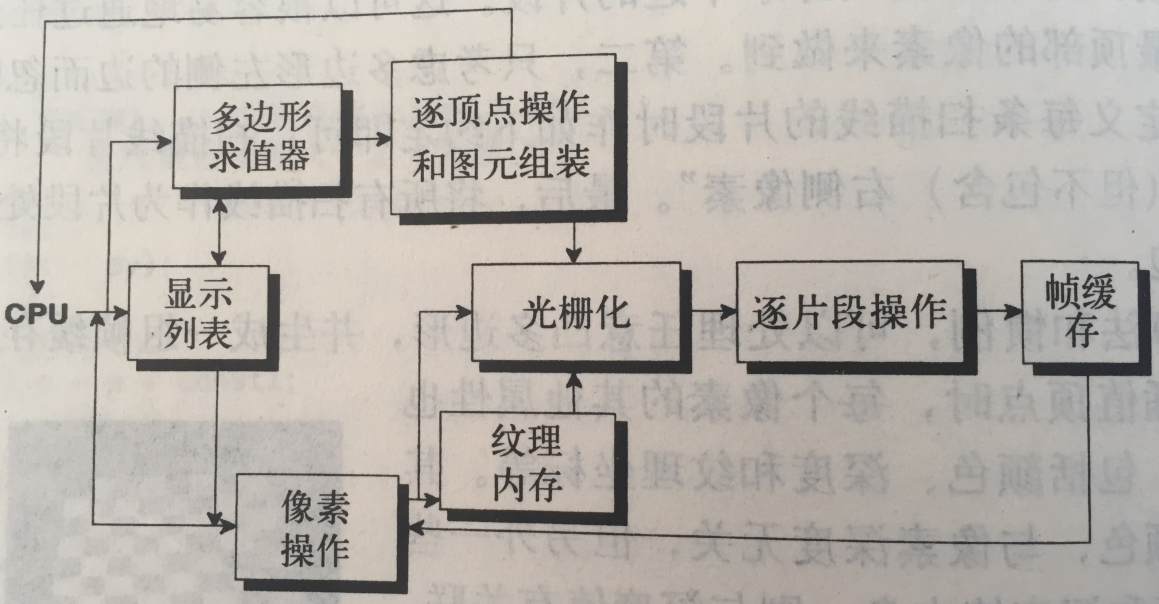 多边形
求值器
逐顶点操作
和图元组装
CPU
显示
列表
光栅化
逐片段操作
帧缓
存
纹理
内存
像素
操作